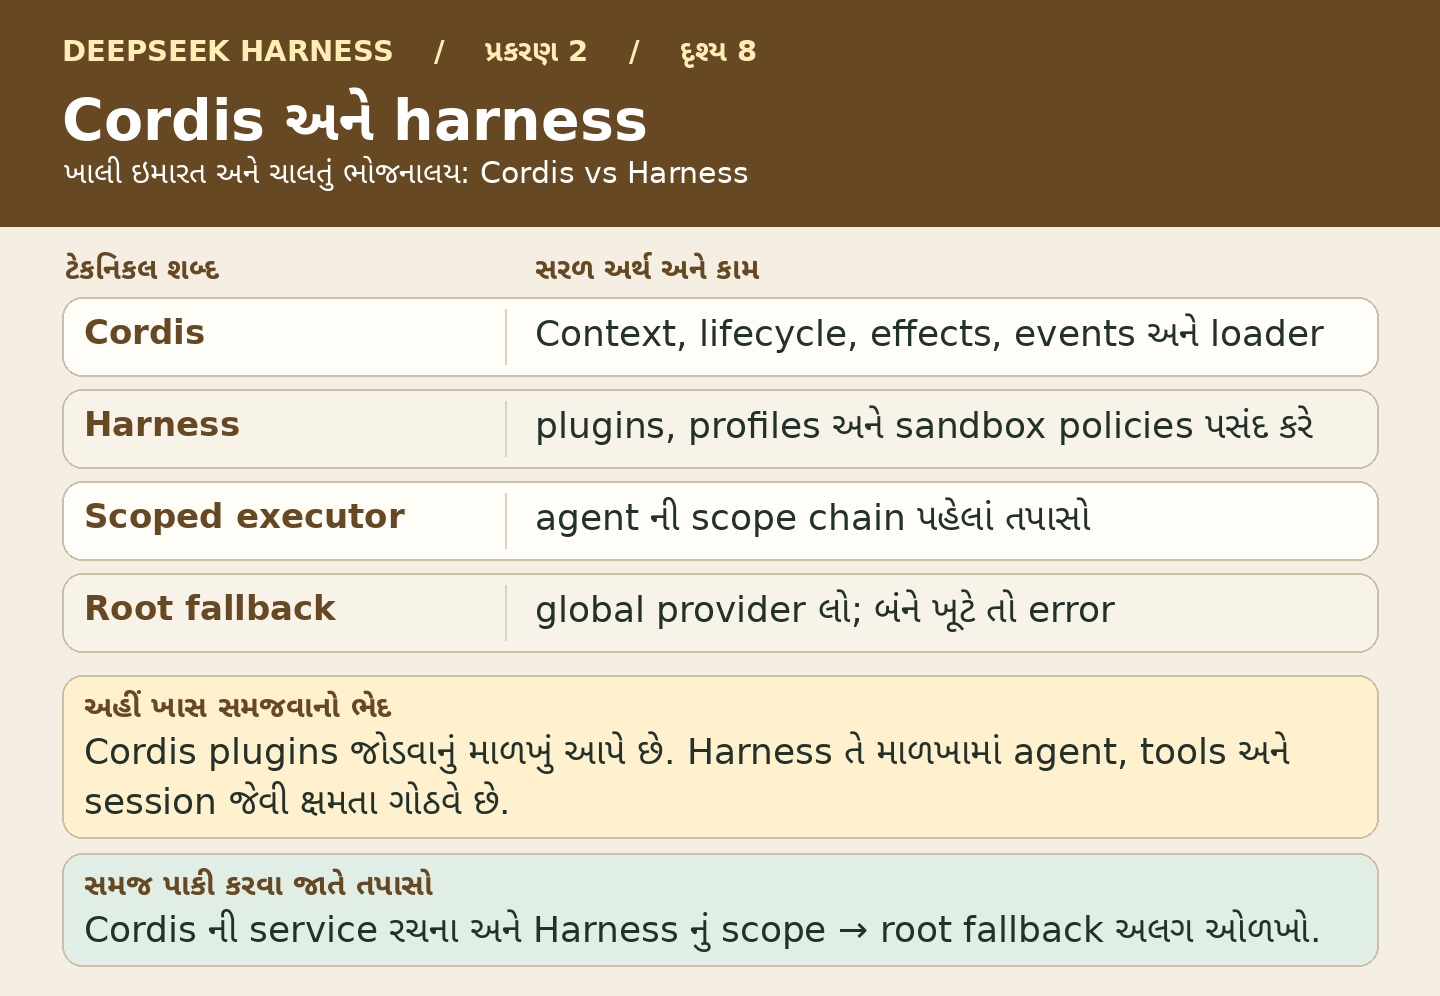 DEEPSEEK HARNESS / પ્રકરણ 2 / દૃશ્ય 8
Cordis અને harness
ખાલી ઇમારત અને ચાલતું ભોજનાલય: Cordis vs Harness
ટેકનિકલ શબ્દ સરળ અર્થ અને કામ
Cordis Context, lifecycle, effects, events અને loader
Harness plugins, profiles અને sandbox policies પસંદ કરે
Scoped executor agent ની scope chain પહેલાં તપાસો
Root fallback global provider લો; બંને ખૂટે તો error
અહીં ખાસ સમજવાનો ભેદ
Cordis plugins જોડવાનું માળખું આપે છે. Harness તે માળખામાં agent, tools અને
session જેવી ક્ષમતા ગોઠવે છે.
સમજ પાકી કરવા જાતે તપાસો
Cordis ની service રચના અને Harness નું scope → root fallback અલગ ઓળખો.